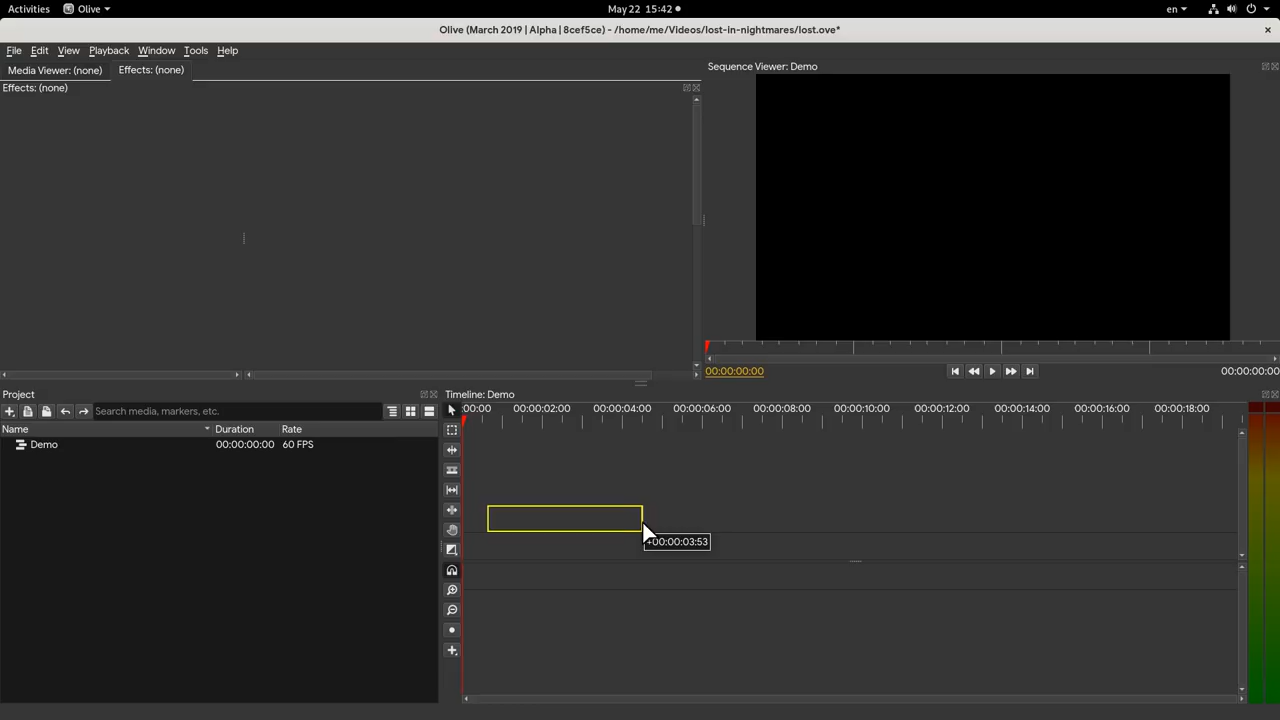 Activities
Olive
May 22 15:42
en
Olive (March 2019 | Alpha | 8cef5ce) - /home/me/Videos/lost-in-nightmares/lost.ove*
File Edit View Playback Window Tools Help
Media Viewer: (none) Effects: (none)
Effects: (none)
Sequence Viewer: Demo
00:00:00:00
00:00:00:00
Project
Search media, markers, etc.
Name Duration Rate
Demo 00:00:00:00 60 FPS
Timeline: Demo
:00:00 00:00:02:00 00:00:04:00 00:00:06:00 00:00:08:00 00:00:10:00 00:00:12:00 00:00:14:00 00:00:16:00 00:00:18:00
+00:00:03:53